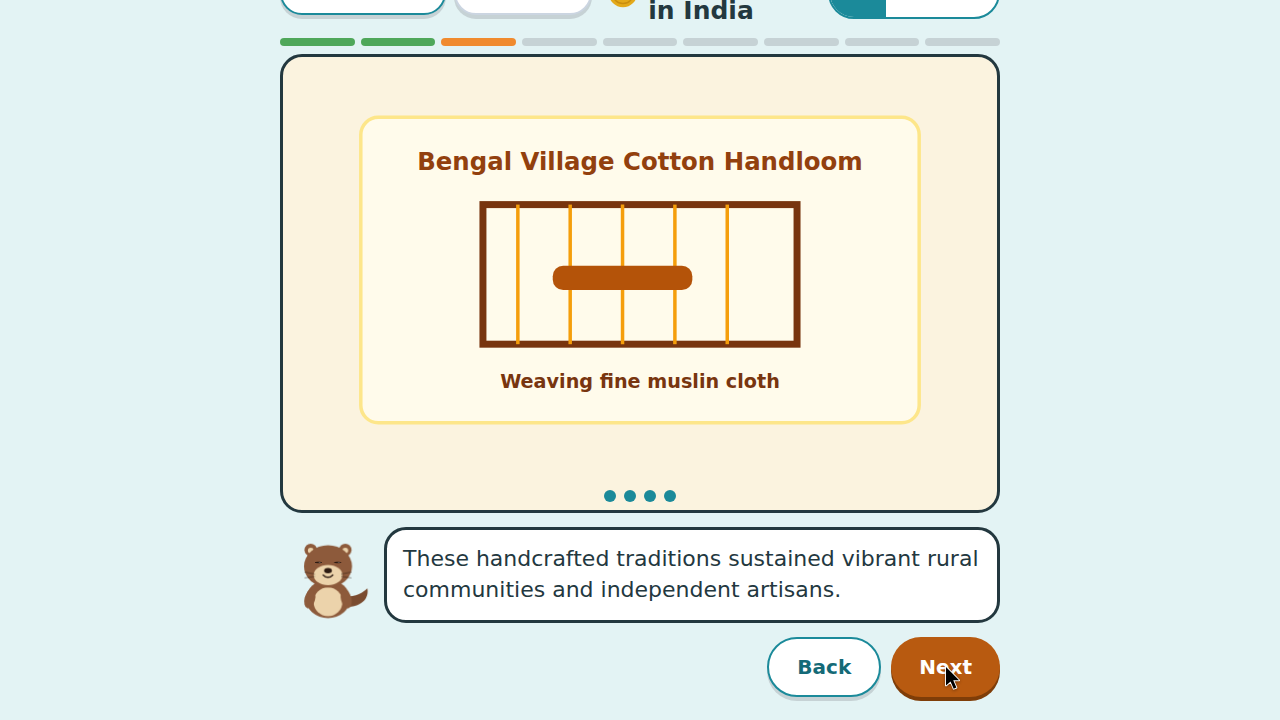 in India
Bengal Village Cotton Handloom
Weaving fine muslin cloth
These handcrafted traditions sustained vibrant rural
communities and independent artisans.
Back
Next